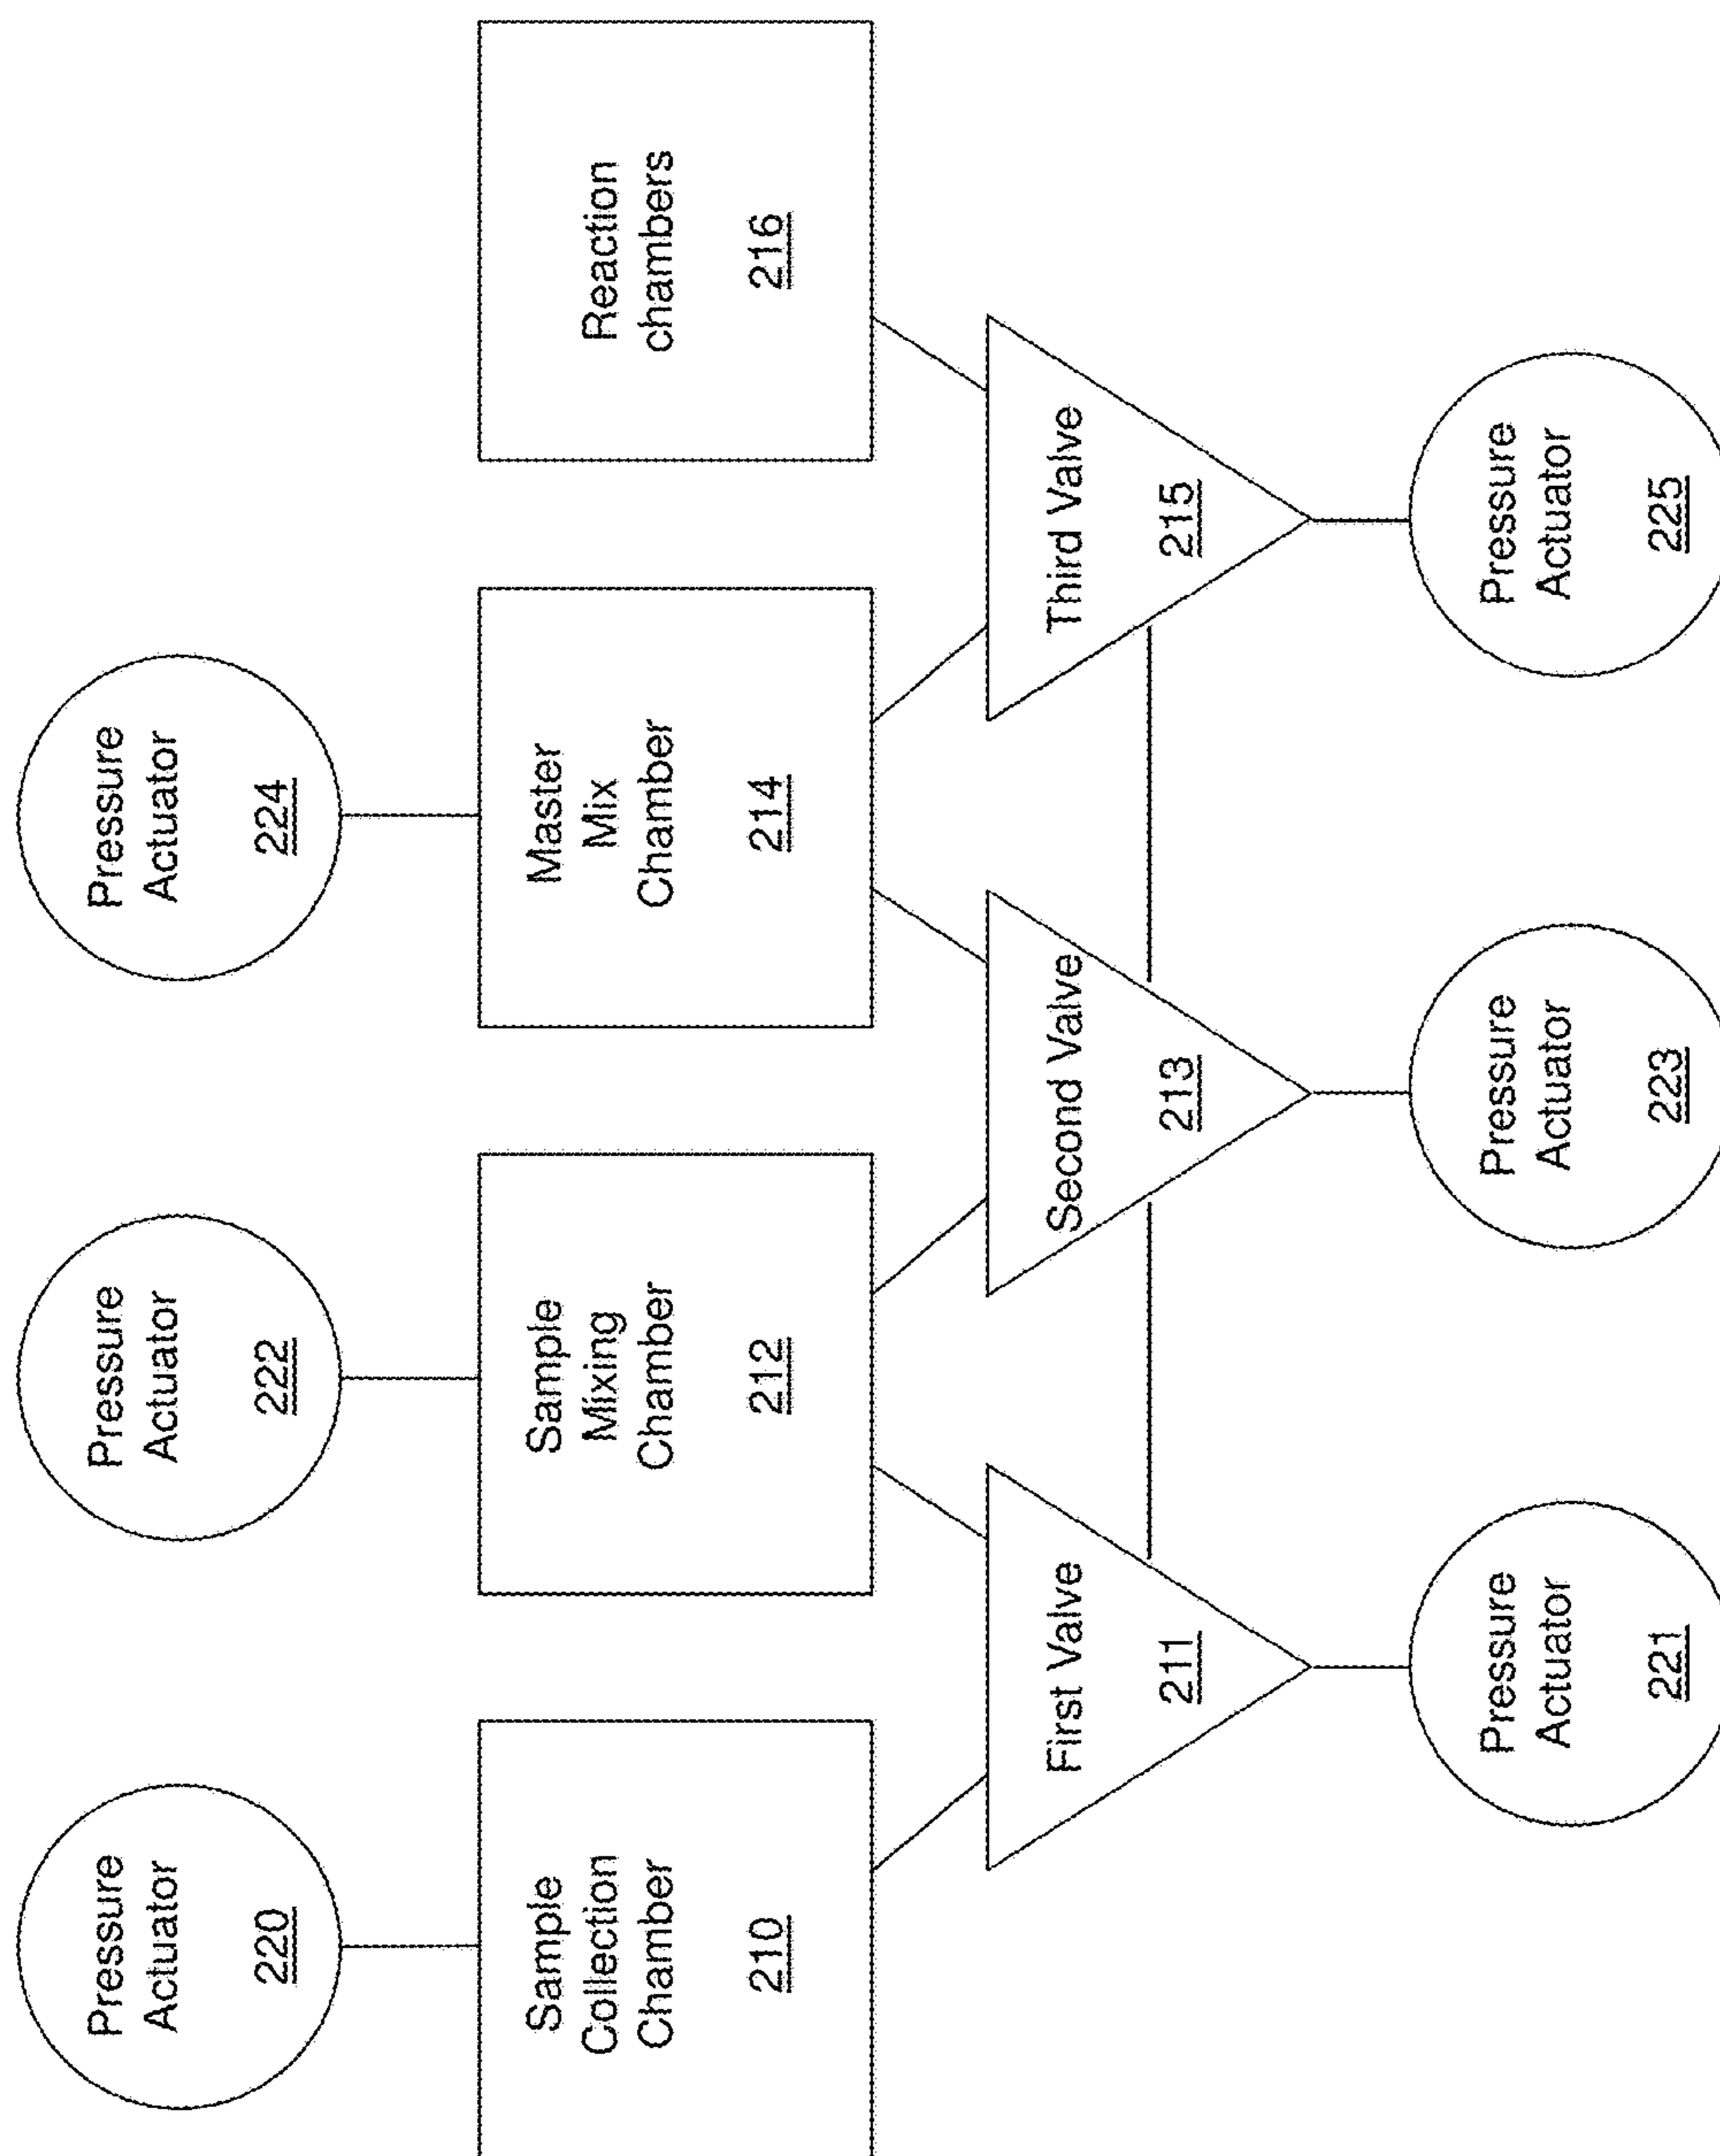 Pressure
Actuator
220
Pressure
Actuator
222
Pressure
Actuator
224
Sample
Collection
Chamber
210
Sample
Mixing
Chamber
212
Master
Mix
Chamber
214
Reaction
chambers
216
First Valve
211
Second Valve
213
Third Valve
215
Pressure
Actuator
221
Pressure
Actuator
223
Pressure
Actuator
225